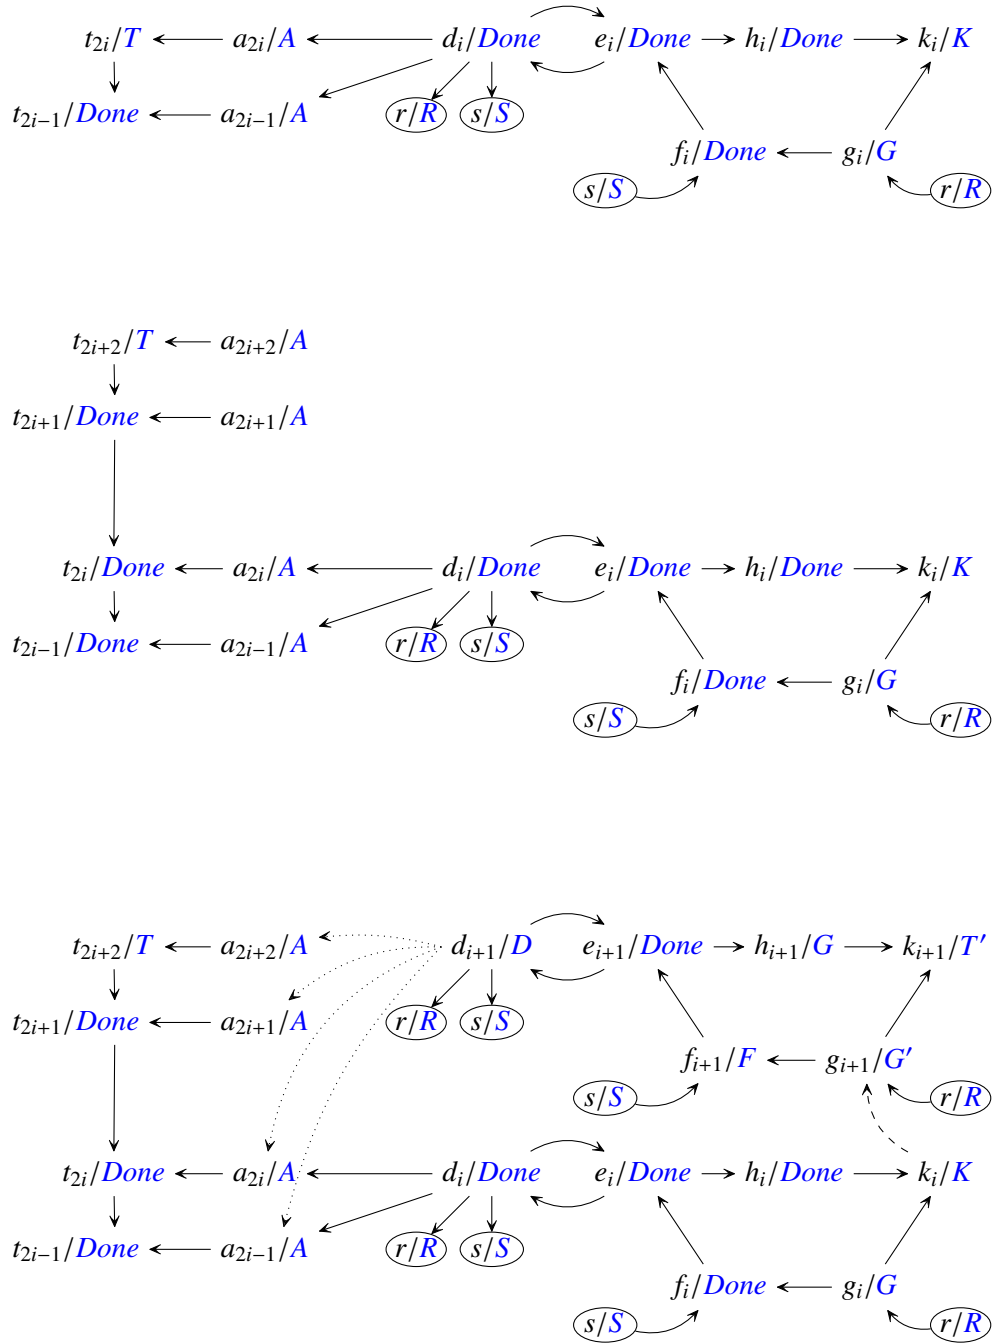 t₂ᵢ/T a₂ᵢ/A dᵢ/Done eᵢ/Done hᵢ/Done kᵢ/K
t₂ᵢ₋₁/Done a₂ᵢ₋₁/A r/R s/S
fᵢ/Done gᵢ/G
s/S r/R
t₂ᵢ₊₂/T a₂ᵢ₊₂/A
t₂ᵢ₊₁/Done a₂ᵢ₊₁/A
t₂ᵢ/Done a₂ᵢ/A dᵢ/Done eᵢ/Done hᵢ/Done kᵢ/K
t₂ᵢ₋₁/Done a₂ᵢ₋₁/A r/R s/S
fᵢ/Done gᵢ/G
s/S r/R
t₂ᵢ₊₂/T a₂ᵢ₊₂/A dᵢ₊₁/D eᵢ₊₁/Done hᵢ₊₁/G kᵢ₊₁/T′
t₂ᵢ₊₁/Done a₂ᵢ₊₁/A r/R s/S
fᵢ₊₁/F gᵢ₊₁/G′
s/S r/R
t₂ᵢ/Done a₂ᵢ/A dᵢ/Done eᵢ/Done hᵢ/Done kᵢ/K
t₂ᵢ₋₁/Done a₂ᵢ₋₁/A r/R s/S
fᵢ/Done gᵢ/G
s/S r/R